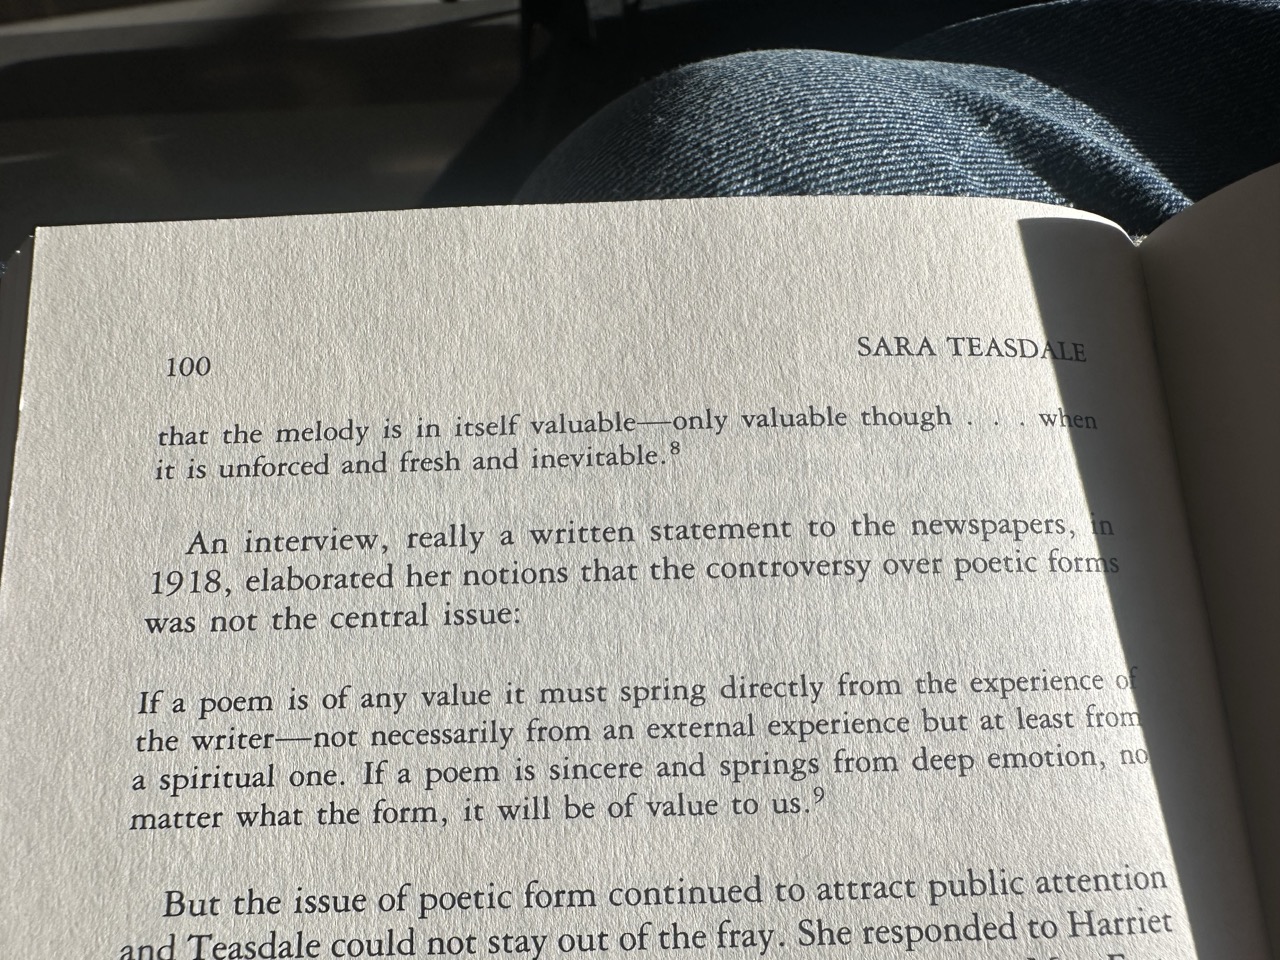 100 SARA TEASDALE
that the melody is in itself valuable—only valuable though . . . when
it is unforced and fresh and inevitable.8
An interview, really a written statement to the newspapers, in
1918, elaborated her notions that the controversy over poetic forms
was not the central issue:
If a poem is of any value it must spring directly from the experience of
the writer—not necessarily from an external experience but at least from
a spiritual one. If a poem is sincere and springs from deep emotion, no
matter what the form, it will be of value to us.9
But the issue of poetic form continued to attract public attention
and Teasdale could not stay out of the fray. She responded to Harriet